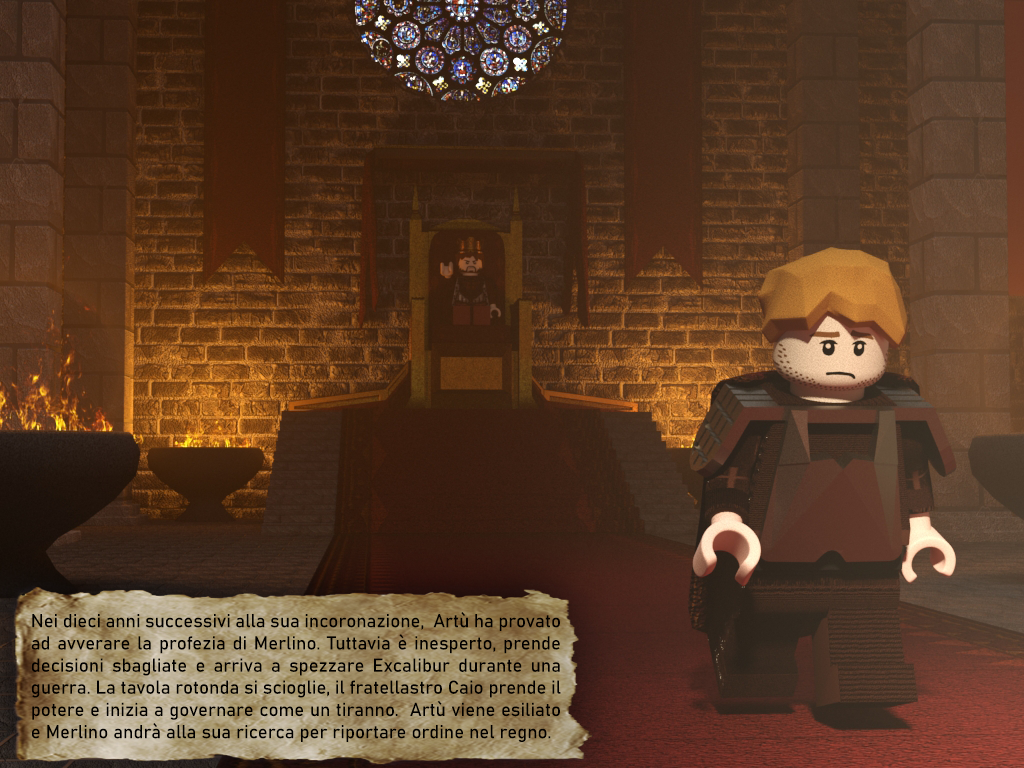 Nei dieci anni successivi alla sua incoronazione, Artù ha provato
ad avverare la profezia di Merlino. Tuttavia è inesperto, prende
decisioni sbagliate e arriva a spezzare Excalibur durante una
guerra. La tavola rotonda si scioglie, il fratellastro Caio prende il
potere e inizia a governare come un tiranno. Artù viene esiliato
e Merlino andrà alla sua ricerca per riportare ordine nel regno.